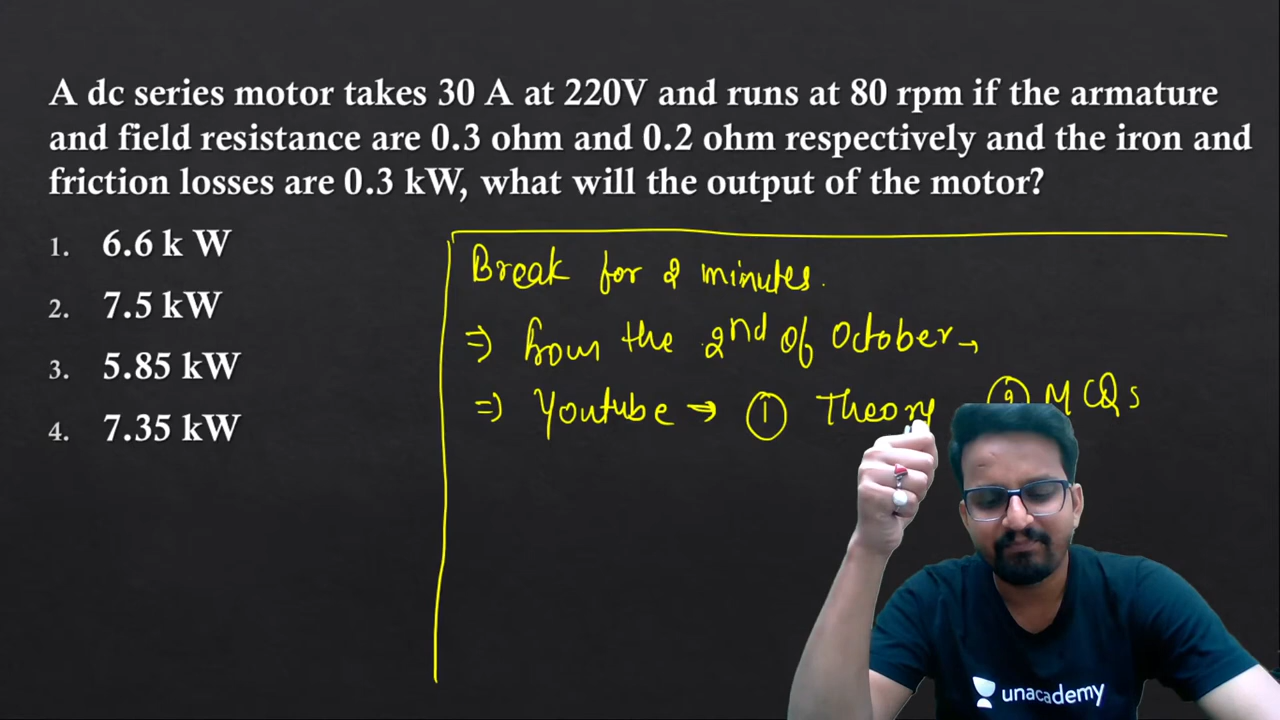 A dc series motor takes 30 A at 220V and runs at 80 rpm if the armature
and field resistance are 0.3 ohm and 0.2 ohm respectively and the iron and
friction losses are 0.3 kW, what will the output of the motor?
1. 6.6 k W
2. 7.5 kW
3. 5.85 kW
4. 7.35 kW
Break for 2 minutes.
⇒ from the 2nd of October →
⇒ Youtube → ① Theory ② MCQs
unacademy